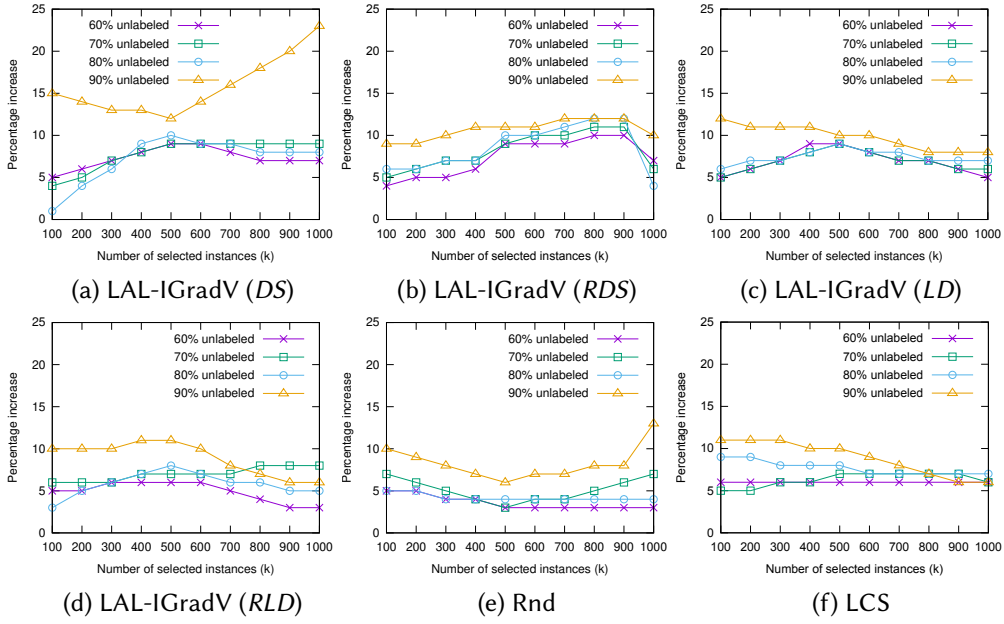 25
20
15
10
5
0
Percentage increase
60% unlabeled
70% unlabeled
80% unlabeled
90% unlabeled
100 200 300 400 500 600 700 800 900 1000
Number of selected instances (k)
(a) LAL-IGradV (DS)
25
20
15
10
5
0
Percentage increase
60% unlabeled
70% unlabeled
80% unlabeled
90% unlabeled
100 200 300 400 500 600 700 800 900 1000
Number of selected instances (k)
(b) LAL-IGradV (RDS)
25
20
15
10
5
0
Percentage increase
60% unlabeled
70% unlabeled
80% unlabeled
90% unlabeled
100 200 300 400 500 600 700 800 900 1000
Number of selected instances (k)
(c) LAL-IGradV (LD)
25
20
15
10
5
0
Percentage increase
60% unlabeled
70% unlabeled
80% unlabeled
90% unlabeled
100 200 300 400 500 600 700 800 900 1000
Number of selected instances (k)
(d) LAL-IGradV (RLD)
25
20
15
10
5
0
Percentage increase
60% unlabeled
70% unlabeled
80% unlabeled
90% unlabeled
100 200 300 400 500 600 700 800 900 1000
Number of selected instances (k)
(e) Rnd
25
20
15
10
5
0
Percentage increase
60% unlabeled
70% unlabeled
80% unlabeled
90% unlabeled
100 200 300 400 500 600 700 800 900 1000
Number of selected instances (k)
(f) LCS